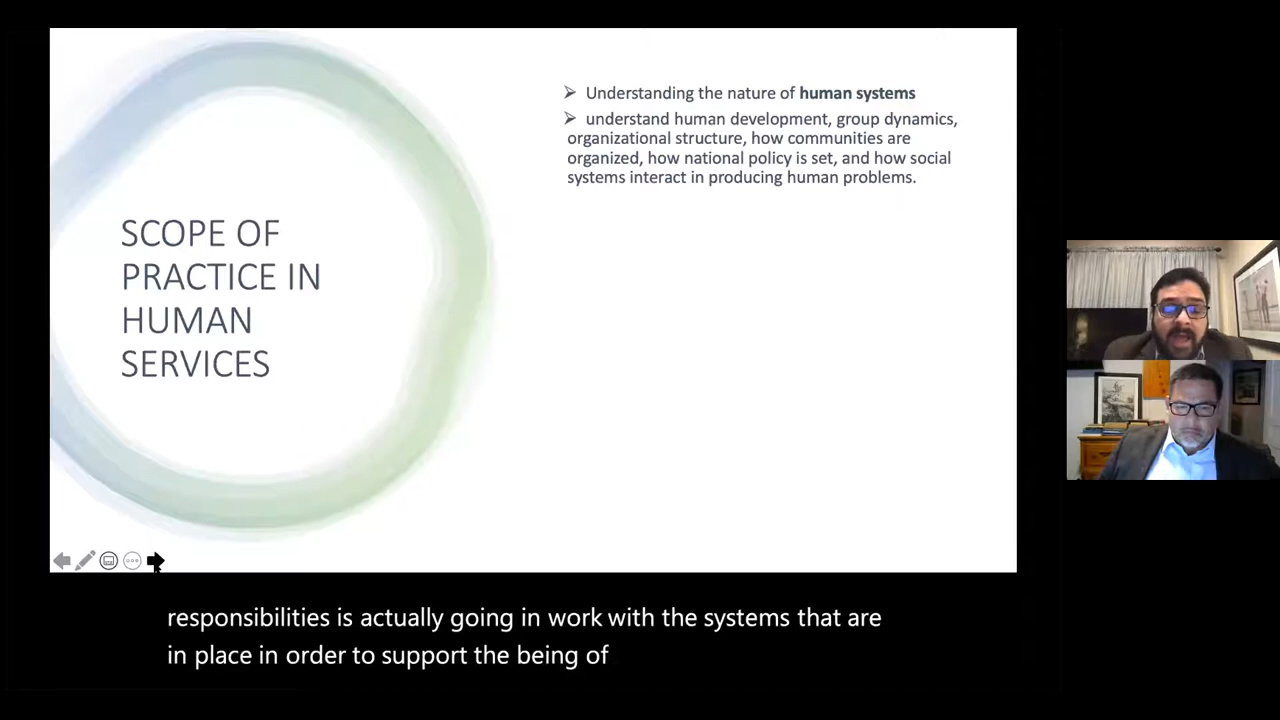 SCOPE OF
PRACTICE IN
HUMAN
SERVICES
➢ Understanding the nature of human systems
➢ understand human development, group dynamics,
organizational structure, how communities are
organized, how national policy is set, and how social
systems interact in producing human problems.
responsibilities is actually going in work with the systems that are
in place in order to support the being of